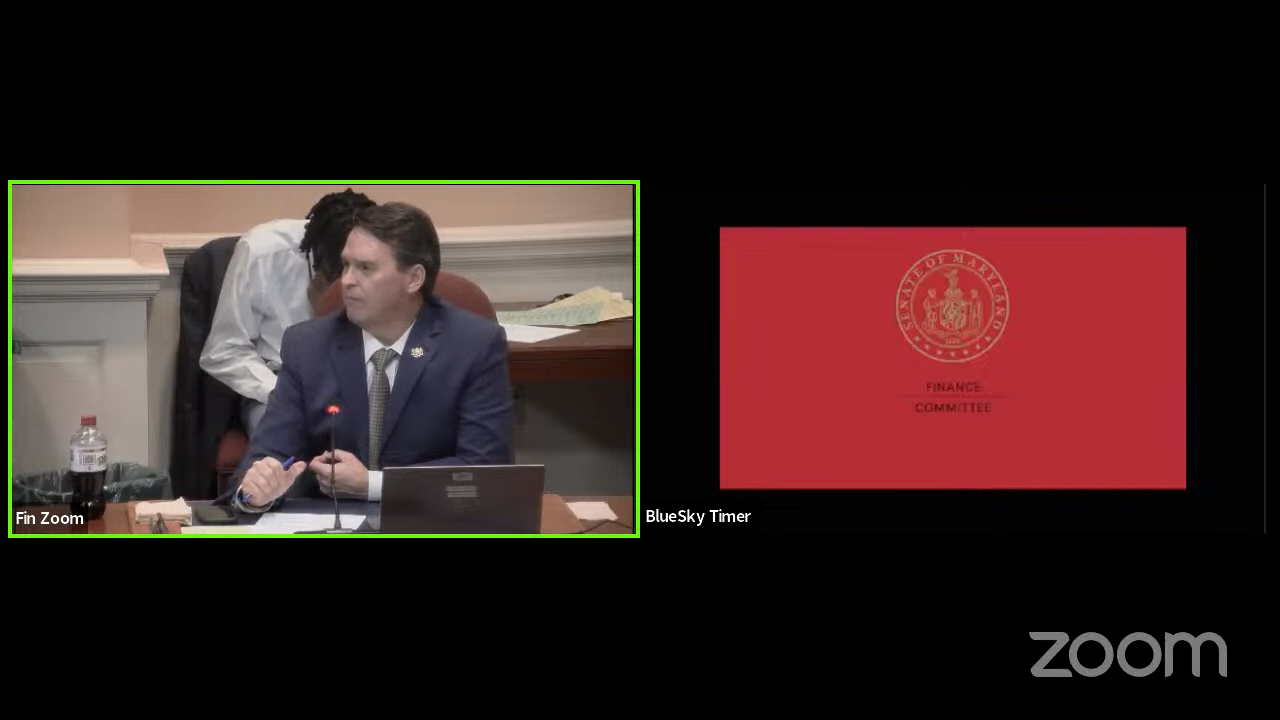 SENATE OF MARYLAND
FINANCE
COMMITTEE
Fin Zoom
BlueSky Timer
zoom